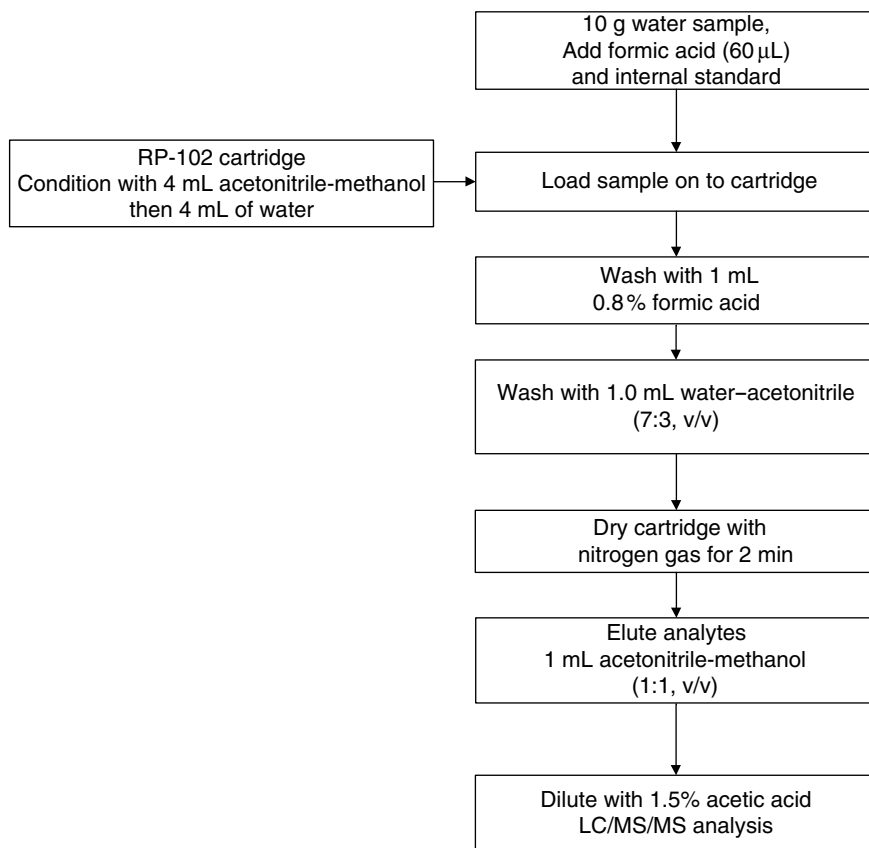 10 g water sample,
Add formic acid (60 μL)
and internal standard
RP-102 cartridge
Condition with 4 mL acetonitrile-methanol
then 4 mL of water
Load sample on to cartridge
Wash with 1 mL
0.8% formic acid
Wash with 1.0 mL water–acetonitrile
(7:3, v/v)
Dry cartridge with
nitrogen gas for 2 min
Elute analytes
1 mL acetonitrile-methanol
(1:1, v/v)
Dilute with 1.5% acetic acid
LC/MS/MS analysis